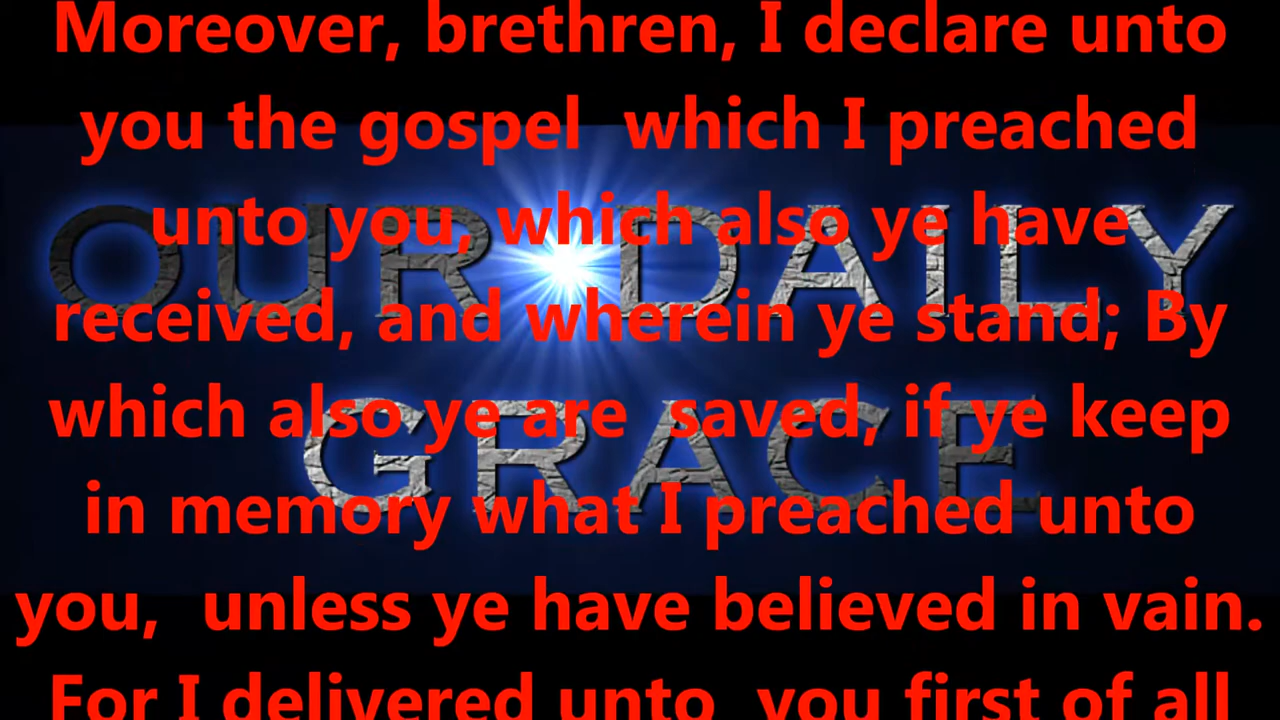 Moreover, brethren, I declare unto
you the gospel  which I preached
unto you, which also ye have
OUR DAILY
received, and wherein ye stand; By
which also ye are  saved, if ye keep
GRACE
in memory what I preached unto
you,  unless ye have believed in vain.
For I delivered unto  you first of all